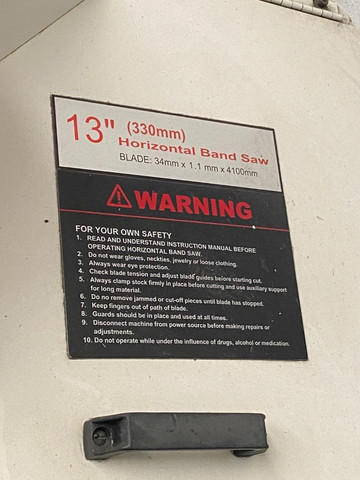 13" (330mm)
Horizontal Band Saw
BLADE: 34mm x 1.1 mm x 4100mm
WARNING
FOR YOUR OWN SAFETY
1. READ AND UNDERSTAND INSTRUCTION MANUAL BEFORE
OPERATING HORIZONTAL BAND SAW.
2. Do not wear gloves, neckties, jewelry or loose clothing.
3. Always wear eye protection.
4. Check blade tension and adjust blade guides before starting cut.
5. Always clamp stock firmly in place before cutting and use auxiliary support
for long material.
6. Do no remove jammed or cut-off pieces until blade has stopped.
7. Keep fingers out of path of blade.
8. Guards should be in place and used at all times.
9. Disconnect machine from power source before making repairs or
adjustments.
10. Do not operate while under the influence of drugs, alcohol or medication.